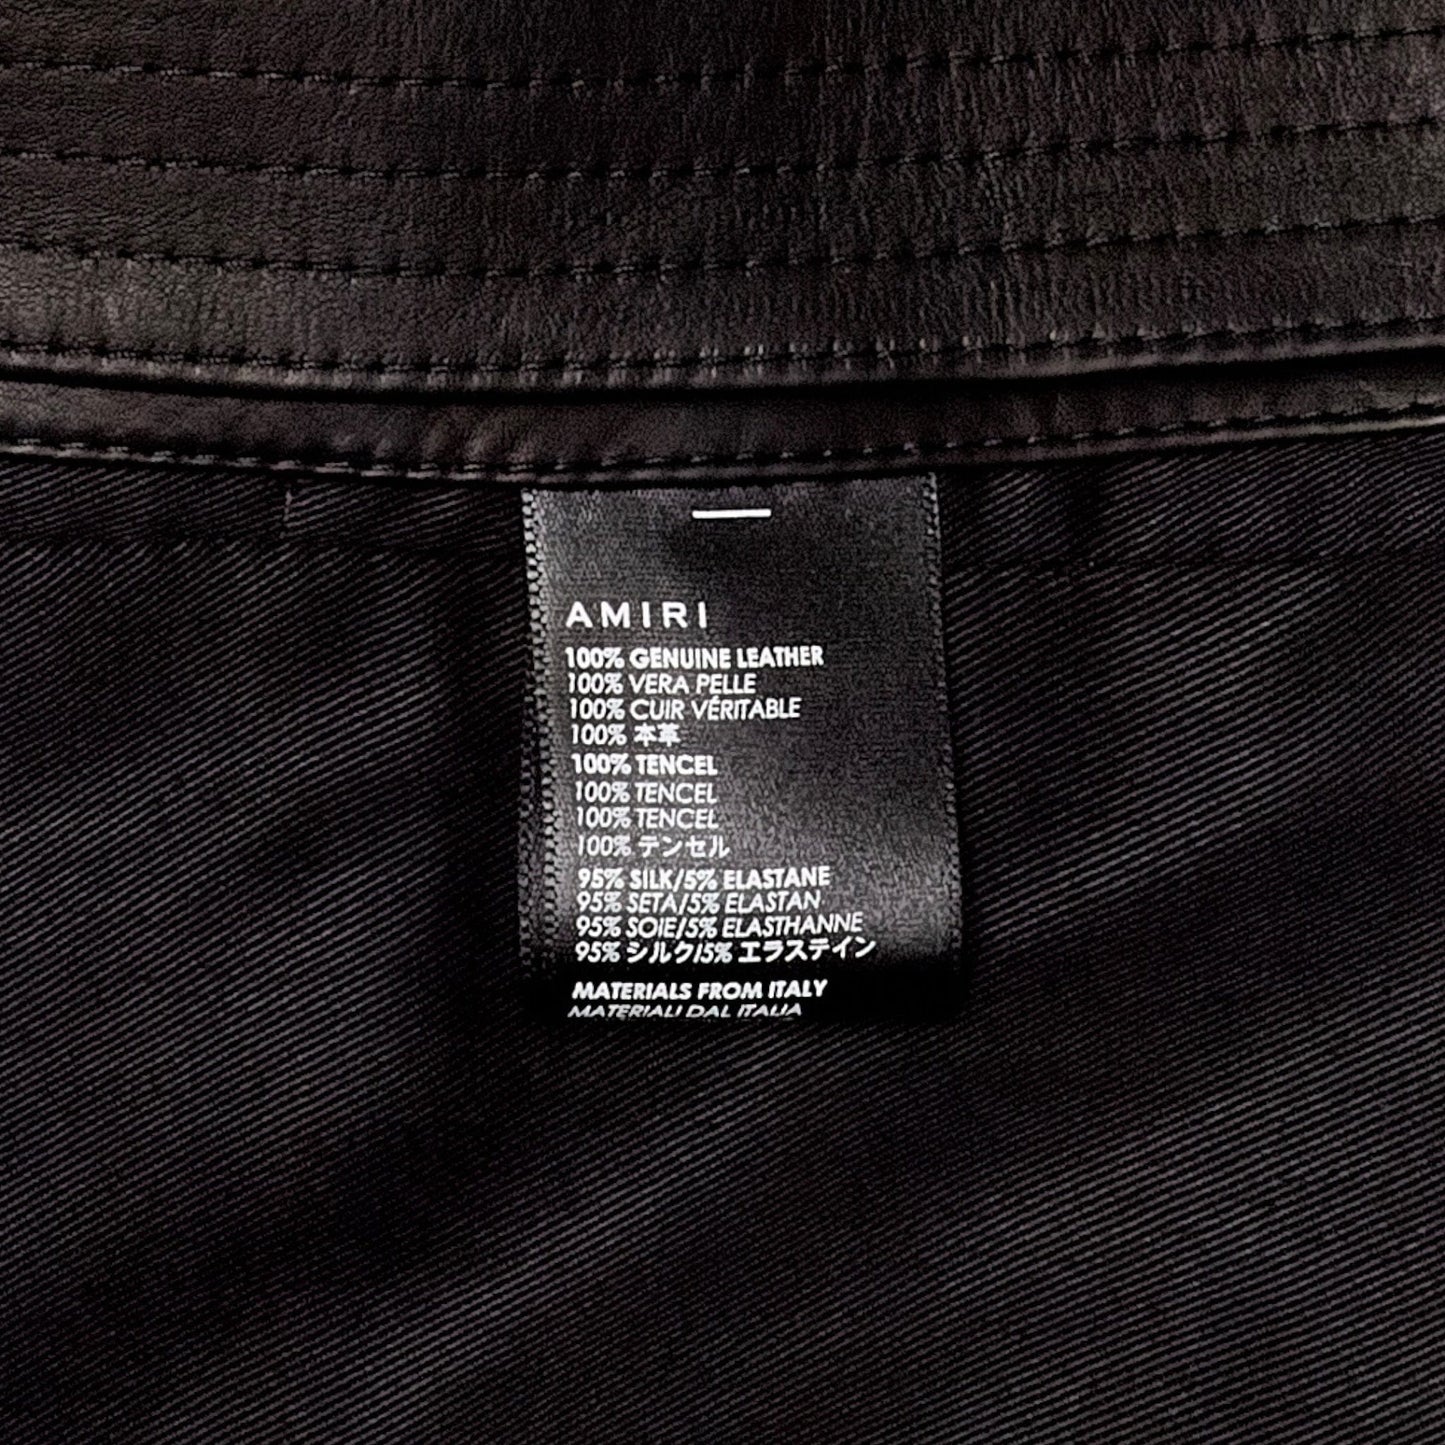 AMIRI
100% GENUINE LEATHER
100% VERA PELLE
100% CUIR VÉRITABLE
100% 本革
100% TENCEL
100% TENCEL
100% TENCEL
100% テンセル
95% SILK/5% ELASTANE
95% SETA/5% ELASTAN
95% SOIE/5% ELASTHANNE
95% シルク/5% エラステイン
MATERIALS FROM ITALY
MATERIALI DAL ITALIA